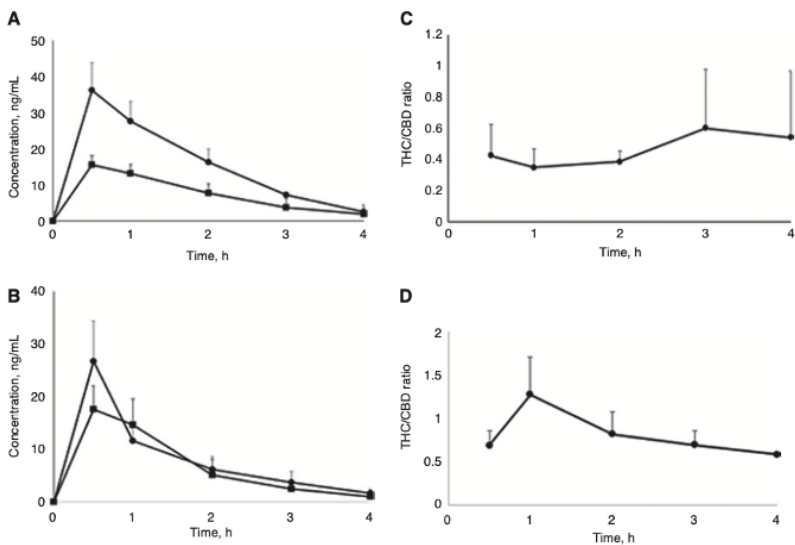 A
50
40
30
20
10
0
Concentration, ng/mL
0 1 2 3 4
Time, h
C
1.2
1
0.8
0.6
0.4
0.2
0
THC/CBD ratio
0 1 2 3 4
Time, h
B
40
30
20
10
0
Concentration, ng/mL
0 1 2 3 4
Time, h
D
2
1.5
1
0.5
0
THC/CBD ratio
0 1 2 3 4
Time, h